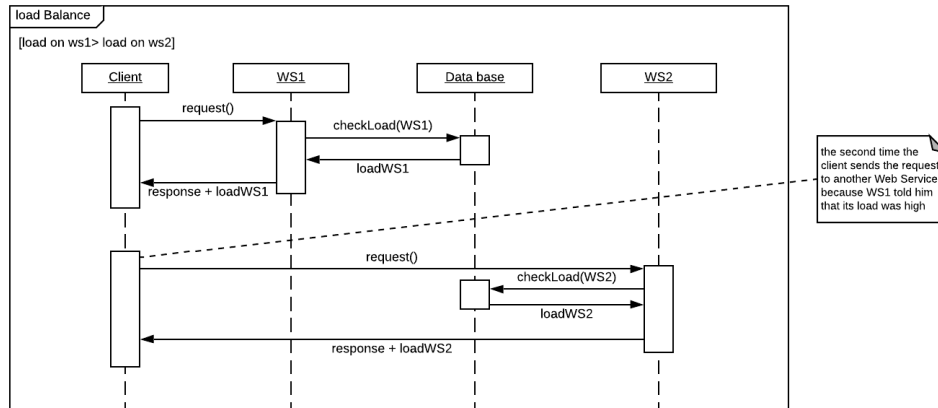 load Balance
[load on ws1> load on ws2]
Client
WS1
Data base
WS2
request()
checkLoad(WS1)
loadWS1
response + loadWS1
the second time the
client sends the request
to another Web Service
because WS1 told him
that its load was high
request()
checkLoad(WS2)
loadWS2
response + loadWS2